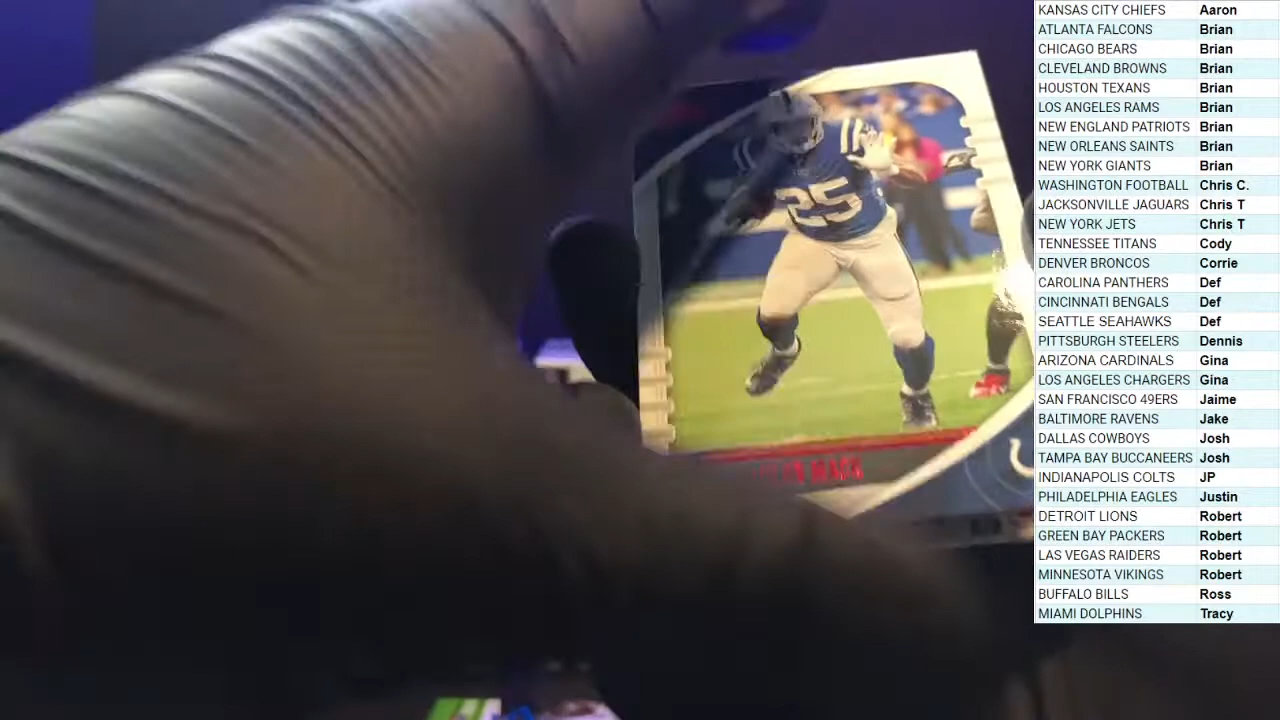 25
KANSAS CITY CHIEFS Aaron
ATLANTA FALCONS Brian
CHICAGO BEARS Brian
CLEVELAND BROWNS Brian
HOUSTON TEXANS Brian
LOS ANGELES RAMS Brian
NEW ENGLAND PATRIOTS Brian
NEW ORLEANS SAINTS Brian
NEW YORK GIANTS Brian
WASHINGTON FOOTBALL Chris C.
JACKSONVILLE JAGUARS Chris T
NEW YORK JETS Chris T
TENNESSEE TITANS Cody
DENVER BRONCOS Corrie
CAROLINA PANTHERS Def
CINCINNATI BENGALS Def
SEATTLE SEAHAWKS Def
PITTSBURGH STEELERS Dennis
ARIZONA CARDINALS Gina
LOS ANGELES CHARGERS Gina
SAN FRANCISCO 49ERS Jaime
BALTIMORE RAVENS Jake
DALLAS COWBOYS Josh
TAMPA BAY BUCCANEERS Josh
INDIANAPOLIS COLTS JP
PHILADELPHIA EAGLES Justin
DETROIT LIONS Robert
GREEN BAY PACKERS Robert
LAS VEGAS RAIDERS Robert
MINNESOTA VIKINGS Robert
BUFFALO BILLS Ross
MIAMI DOLPHINS Tracy